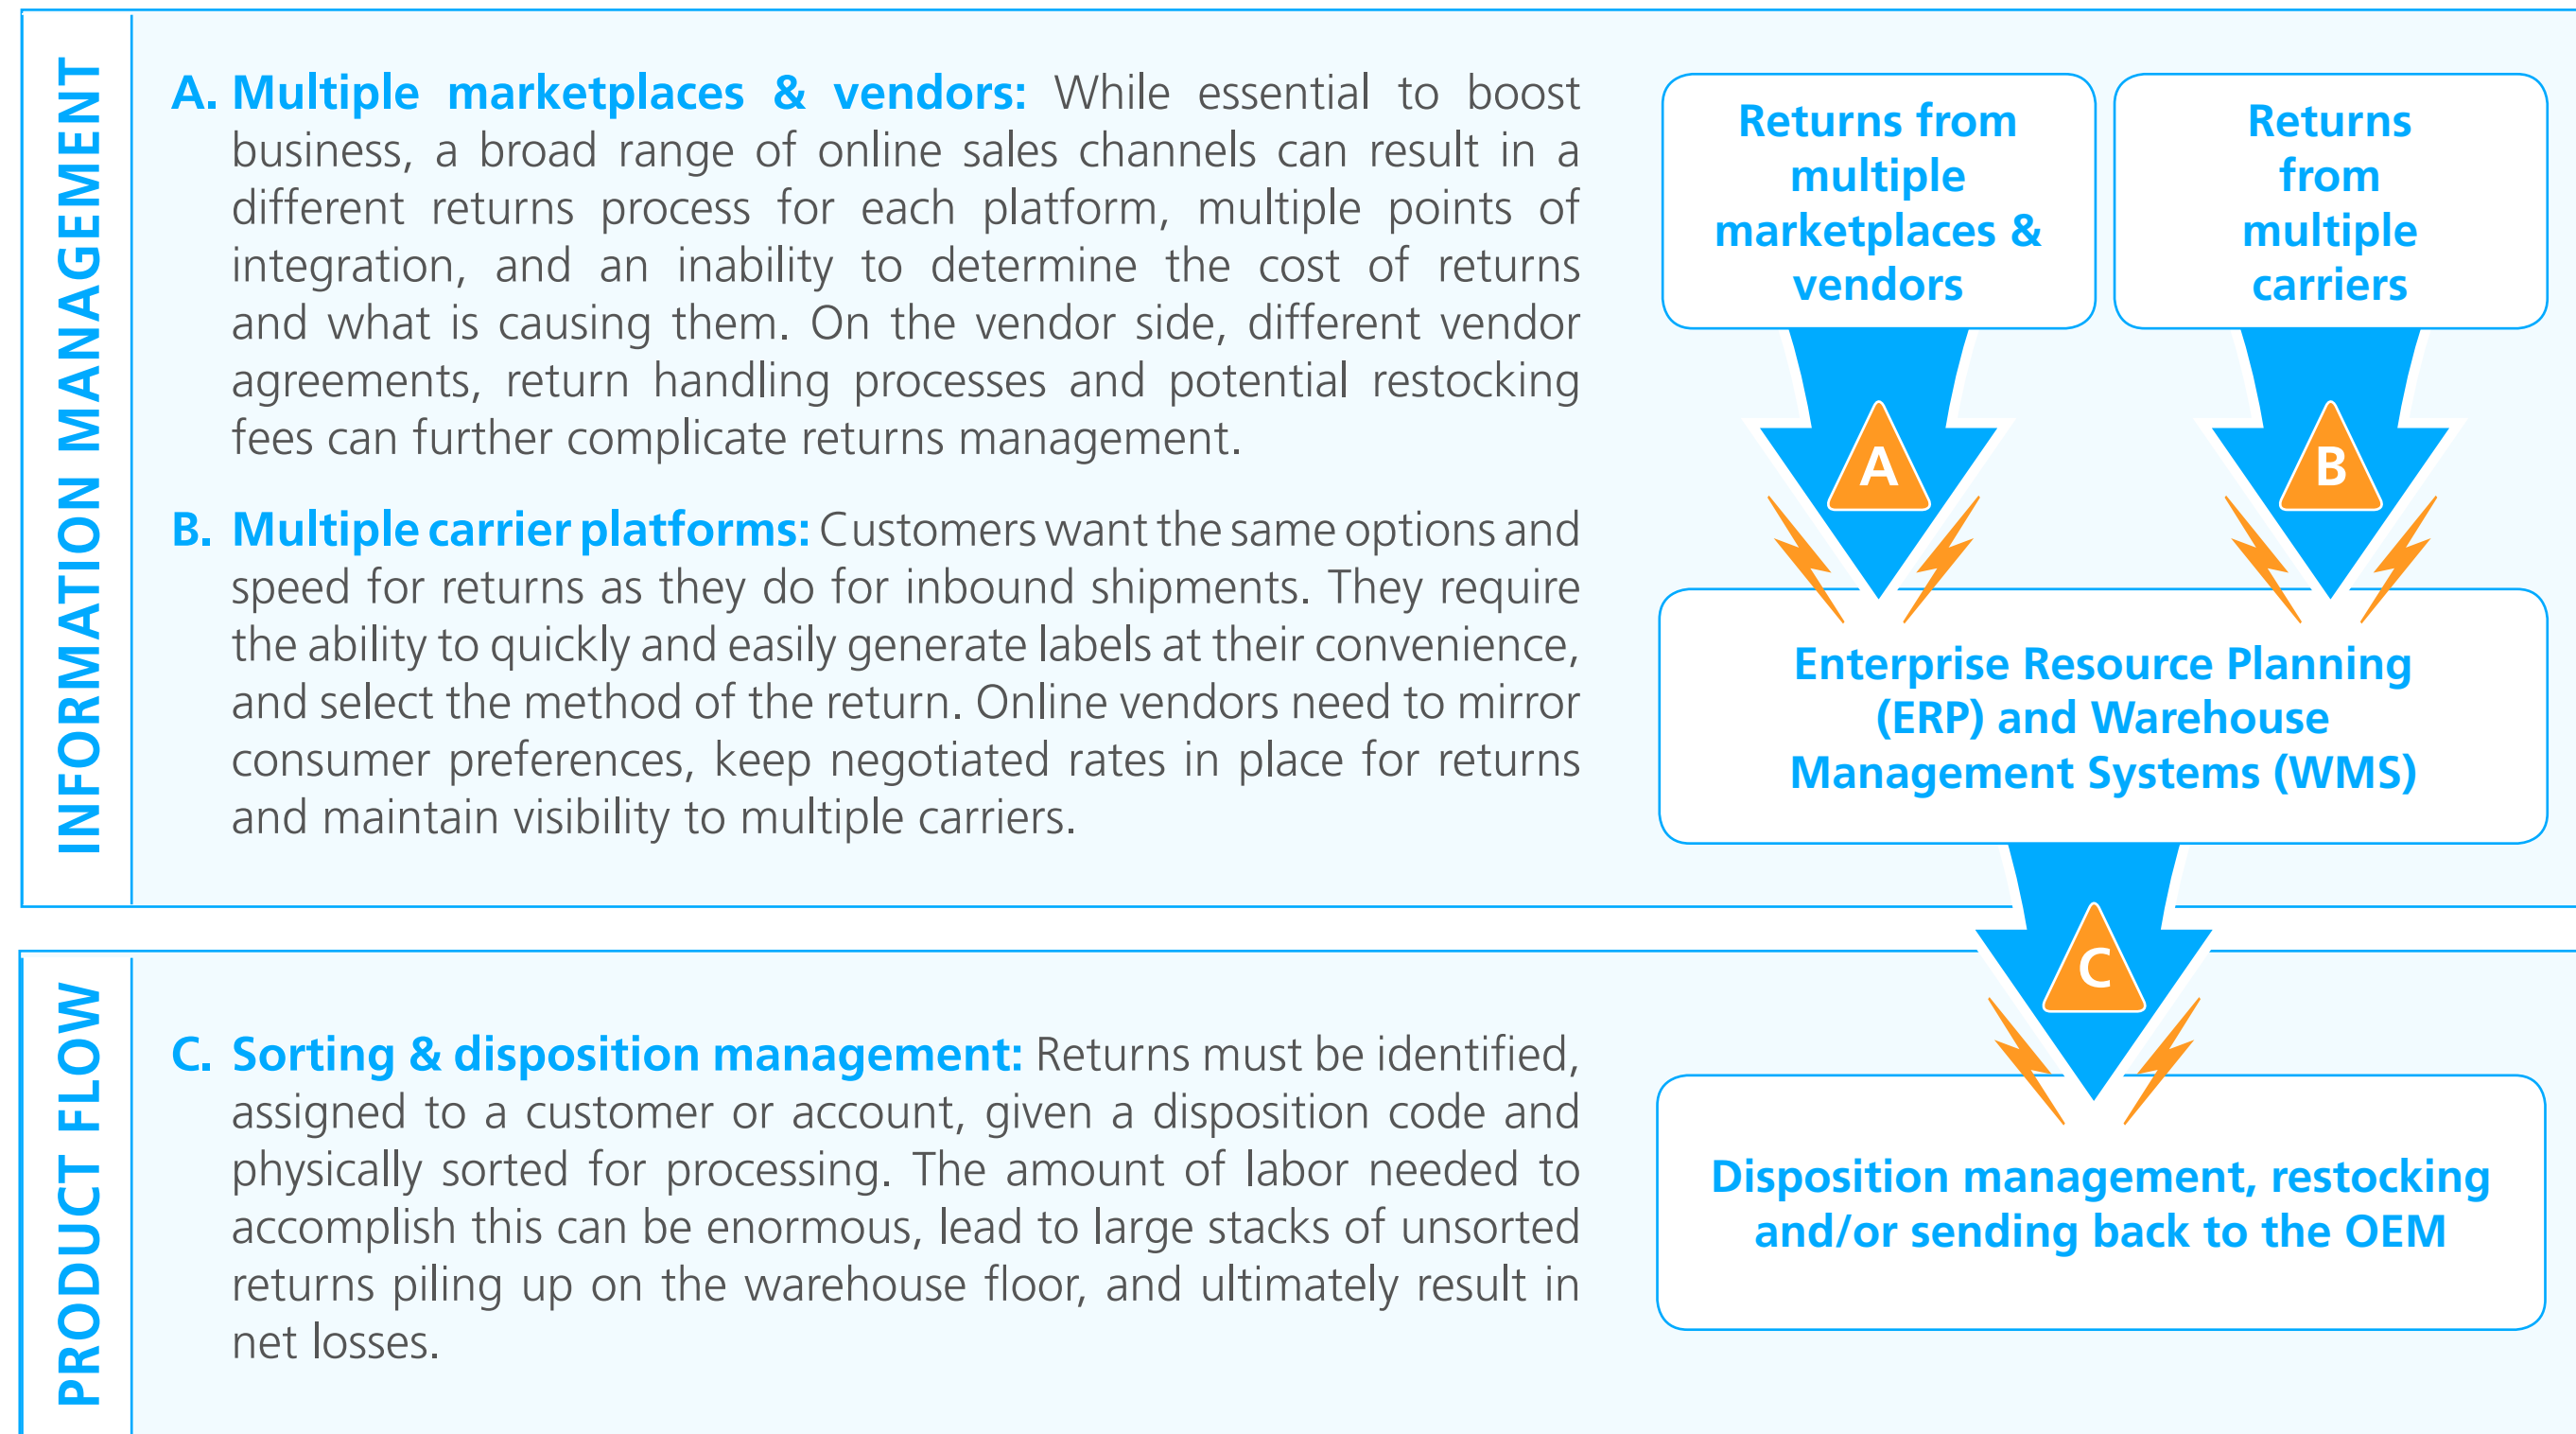 INFORMATION MANAGEMENT
A. Multiple marketplaces & vendors: While essential to boost
business, a broad range of online sales channels can result in a
different returns process for each platform, multiple points of
integration, and an inability to determine the cost of returns
and what is causing them. On the vendor side, different vendor
agreements, return handling processes and potential restocking
fees can further complicate returns management.
B. Multiple carrier platforms: Customers want the same options and
speed for returns as they do for inbound shipments. They require
the ability to quickly and easily generate labels at their convenience,
and select the method of the return. Online vendors need to mirror
consumer preferences, keep negotiated rates in place for returns
and maintain visibility to multiple carriers.
Returns from
multiple
marketplaces &
vendors
Returns
from
multiple
carriers
A
B
Enterprise Resource Planning
(ERP) and Warehouse
Management Systems (WMS)
PRODUCT FLOW
C. Sorting & disposition management: Returns must be identified,
assigned to a customer or account, given a disposition code and
physically sorted for processing. The amount of labor needed to
accomplish this can be enormous, lead to large stacks of unsorted
returns piling up on the warehouse floor, and ultimately result in
net losses.
C
Disposition management, restocking
and/or sending back to the OEM